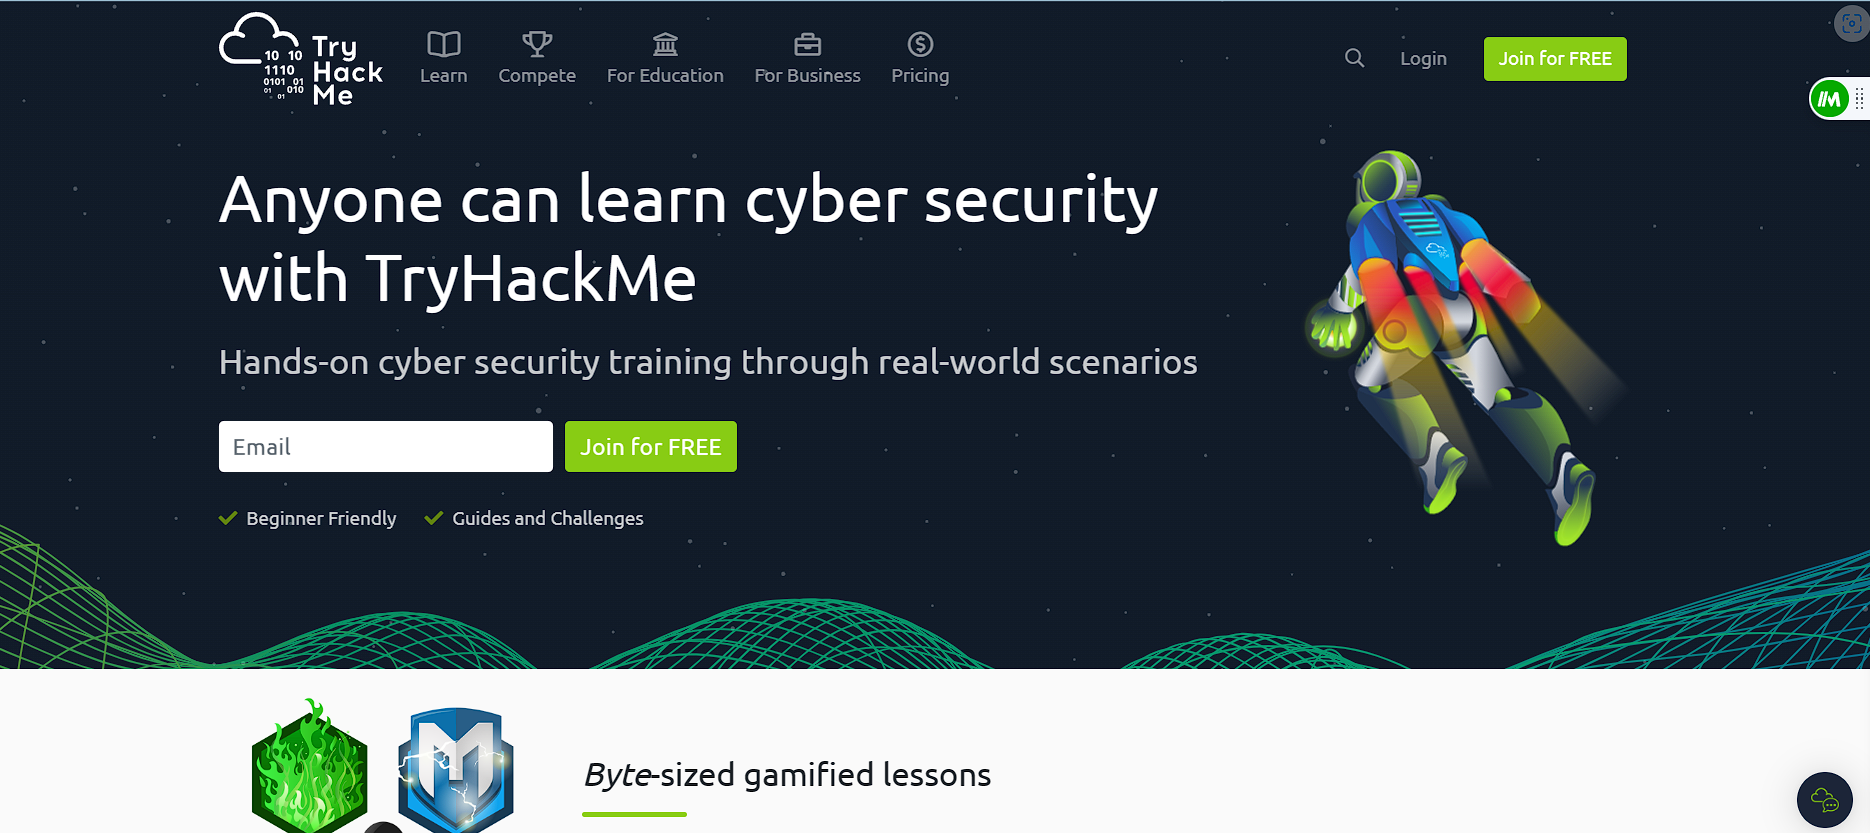 Try
Hack
Me
10 10
1110
0101 01
01 010
01
Learn
Compete
For Education
For Business
Pricing
Login
Join for FREE
Anyone can learn cyber security
with TryHackMe
Hands-on cyber security training through real-world scenarios
Email
Join for FREE
Beginner Friendly
Guides and Challenges
M
Byte-sized gamified lessons